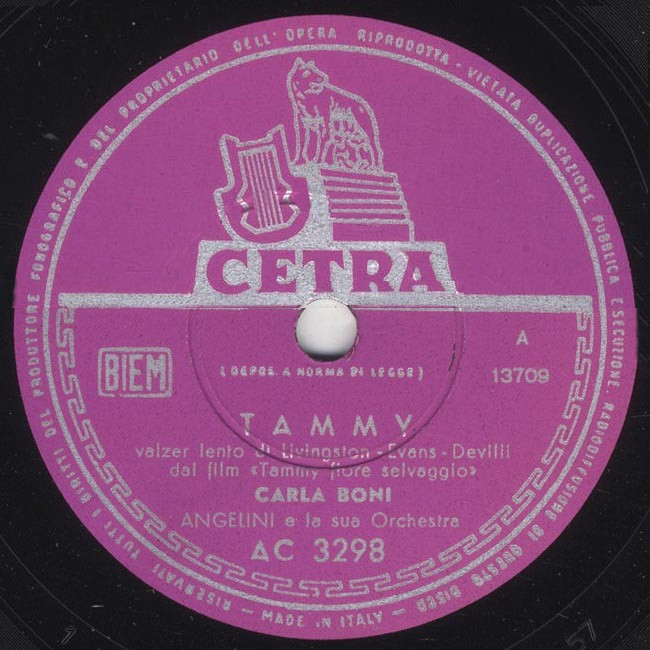 RISERVATI TUTTI I DIRITTI DEL PRODUTTORE FONOGRAFICO E DEL PROPRIETARIO DELL'OPERA RIPRODOTTA - VIETATA DUPLICAZIONE PUBBLICA ESECUZIONE, RADIODIFFUSIONE DI QUESTO DISCO - MADE IN ITALY -
CETRA
BIEM
(DEPOS. A NORMA DI LEGGE)
A
13709
TAMMY
valzer lento di Livingston - Evans - Devilli
dal film «Tammy fiore selvaggio»
CARLA BONI
ANGELINI e la sua Orchestra
AC 3298
1
57